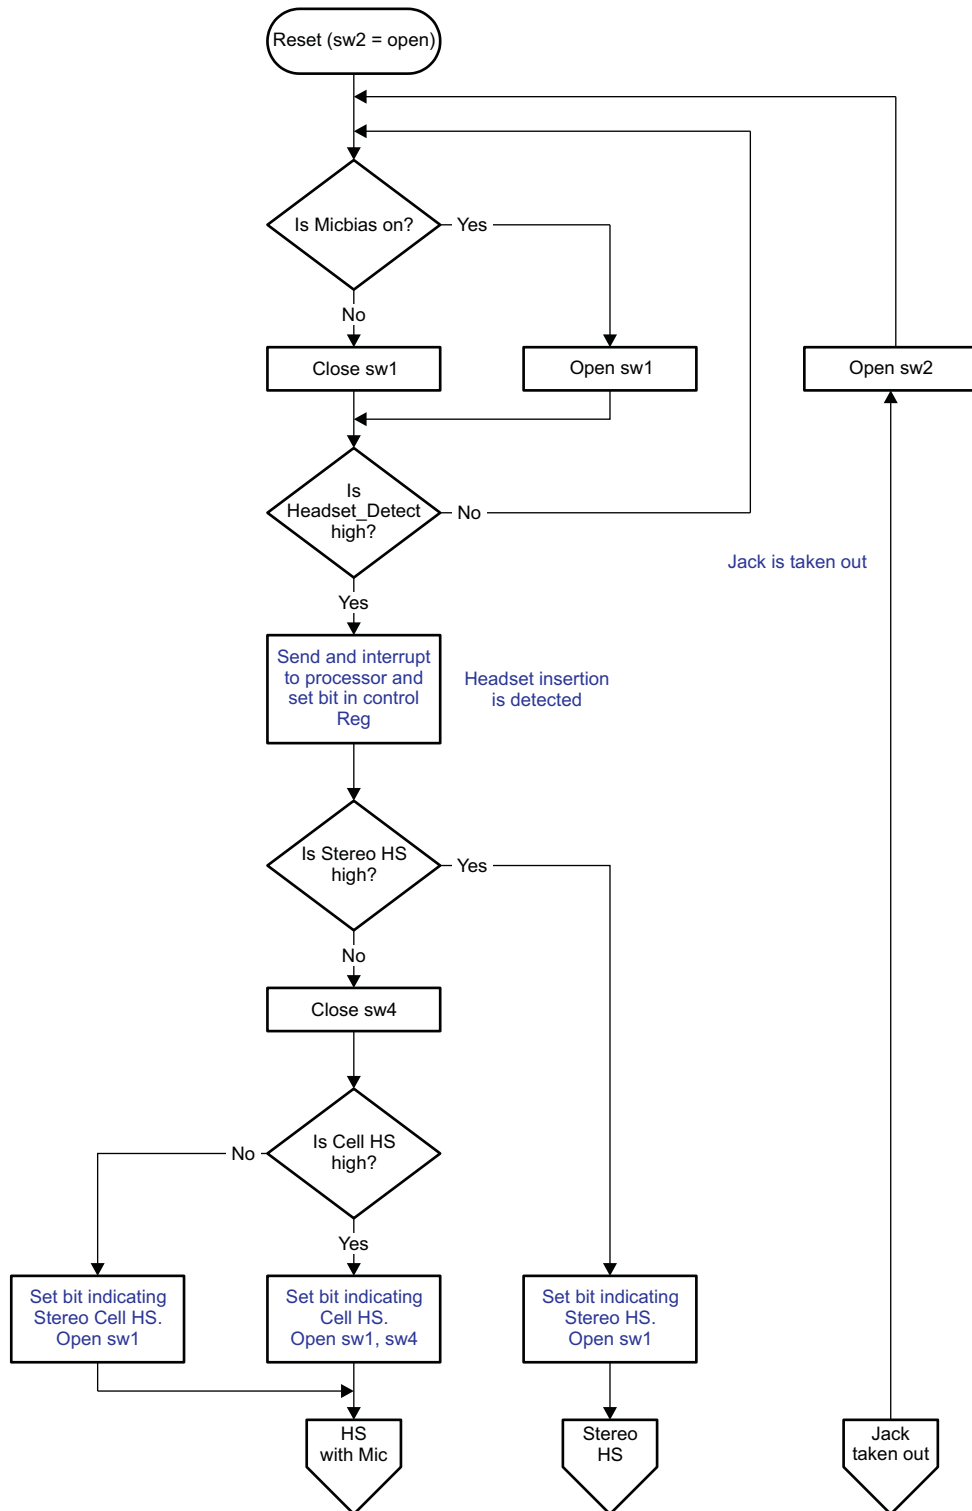 Reset (sw2 = open)
Is Micbias on?
Yes
No
Close sw1
Open sw1
Open sw2
Is
Headset_Detect
high?
No
Jack is taken out
Yes
Send and interrupt
to processor and
set bit in control
Reg
Headset insertion
is detected
Is Stereo HS
high?
Yes
No
Close sw4
Is Cell HS
high?
No
Yes
Set bit indicating
Stereo Cell HS.
Open sw1
Set bit indicating
Cell HS.
Open sw1, sw4
Set bit indicating
Stereo HS.
Open sw1
HS
with Mic
Stereo
HS
Jack
taken out